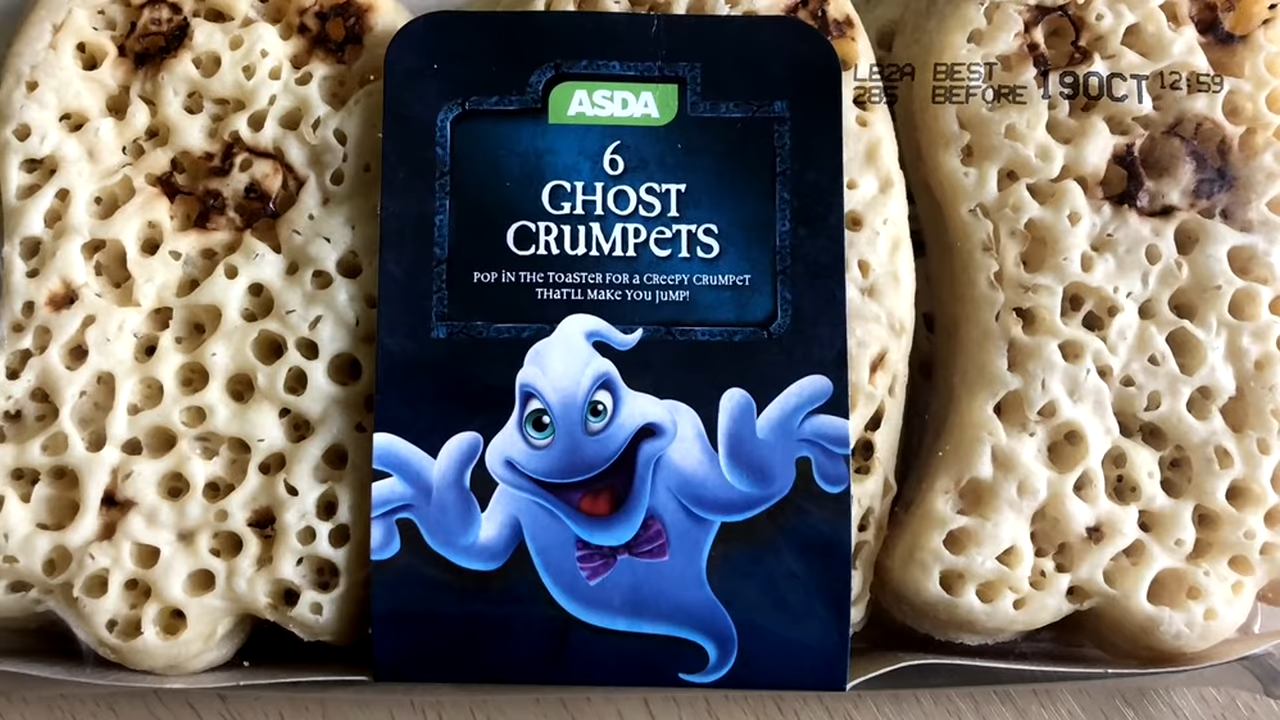 ASDA
6
GHOST
CRUMPETS
POP IN THE TOASTER FOR A CREEPY CRUMPET
THAT'LL MAKE YOU JUMP!
LB2A BEST 19OCT 12:59
285 BEFORE